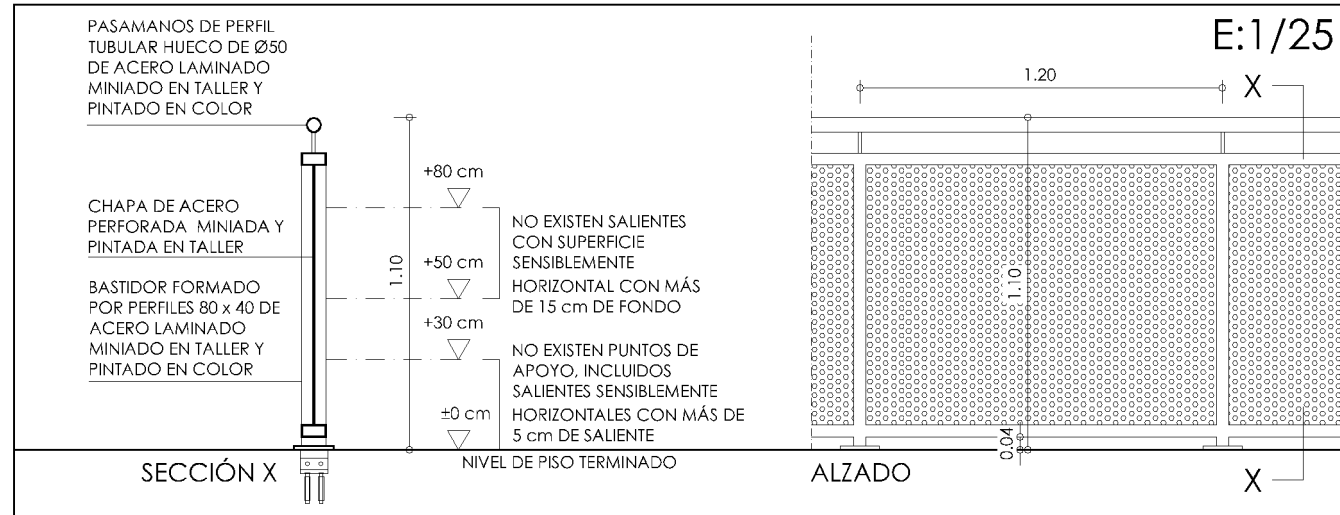 PASAMANOS DE PERFIL
TUBULAR HUECO DE Ø50
DE ACERO LAMINADO
MINIADO EN TALLER Y
PINTADO EN COLOR
CHAPA DE ACERO
PERFORADA MINIADA Y
PINTADA EN TALLER
BASTIDOR FORMADO
POR PERFILES 80 x 40 DE
ACERO LAMINADO
MINIADO EN TALLER Y
PINTADO EN COLOR
SECCIÓN X
1.10
+80 cm
+50 cm
+30 cm
±0 cm
NO EXISTEN SALIENTES
CON SUPERFICIE
SENSIBLEMENTE
HORIZONTAL CON MÁS
DE 15 cm DE FONDO
NO EXISTEN PUNTOS DE
APOYO, INCLUIDOS
SALIENTES SENSIBLEMENTE
HORIZONTALES CON MÁS DE
5 cm DE SALIENTE
NIVEL DE PISO TERMINADO
E:1/25
1.20
X
1.10
0.04
ALZADO
X